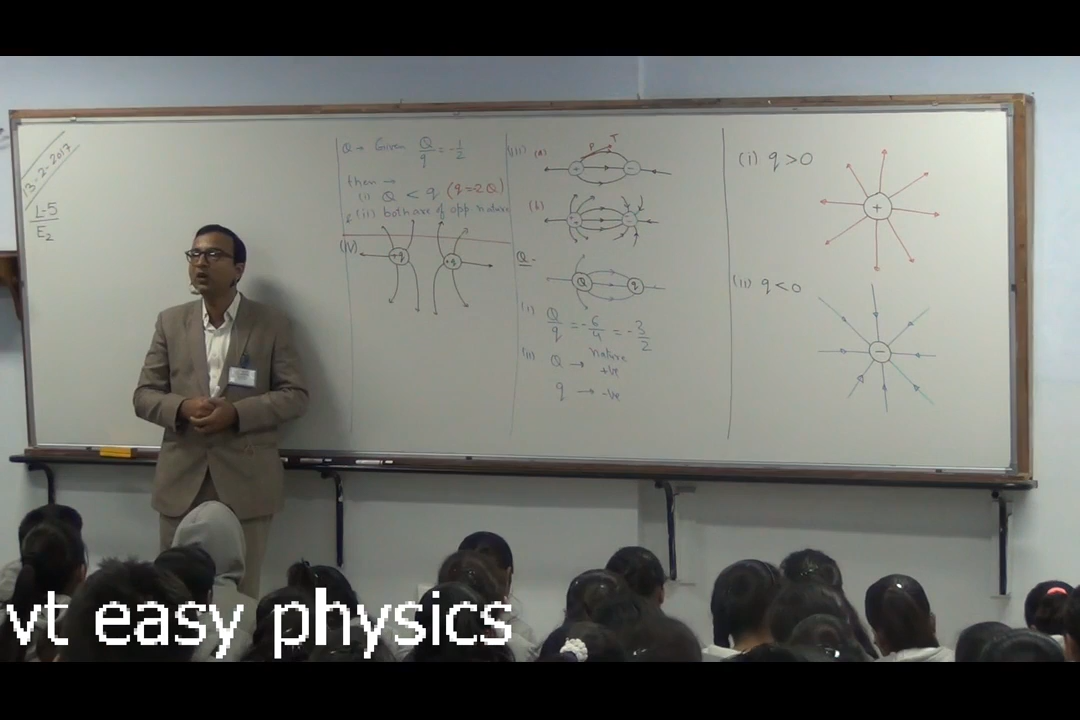 13-2-2017
L-5
E2
Q → Given Q/q = -1/2
then →
(i) Q < q (q=2Q)
& (ii) both are of opp nature
(IV)
+q
+q
(III) (a)
P
T
+
−
(b)
+
−
Q-
Q
q
(i) Q/q = -6/4 = -3/2
(ii) Q → nature +ve
q → -ve
(i) q>0
+
(ii) q<0
−
vt easy physics